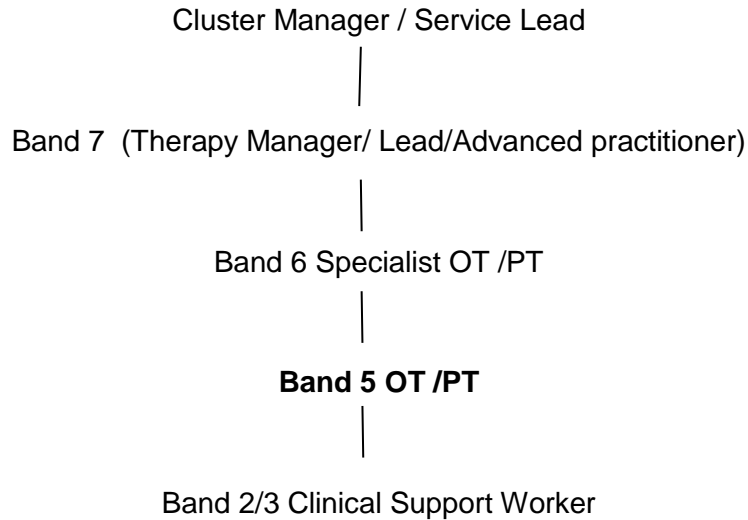 Cluster Manager / Service Lead
Band 7  (Therapy Manager/ Lead/Advanced practitioner)
Band 6 Specialist OT /PT
Band 5 OT /PT
Band 2/3 Clinical Support Worker